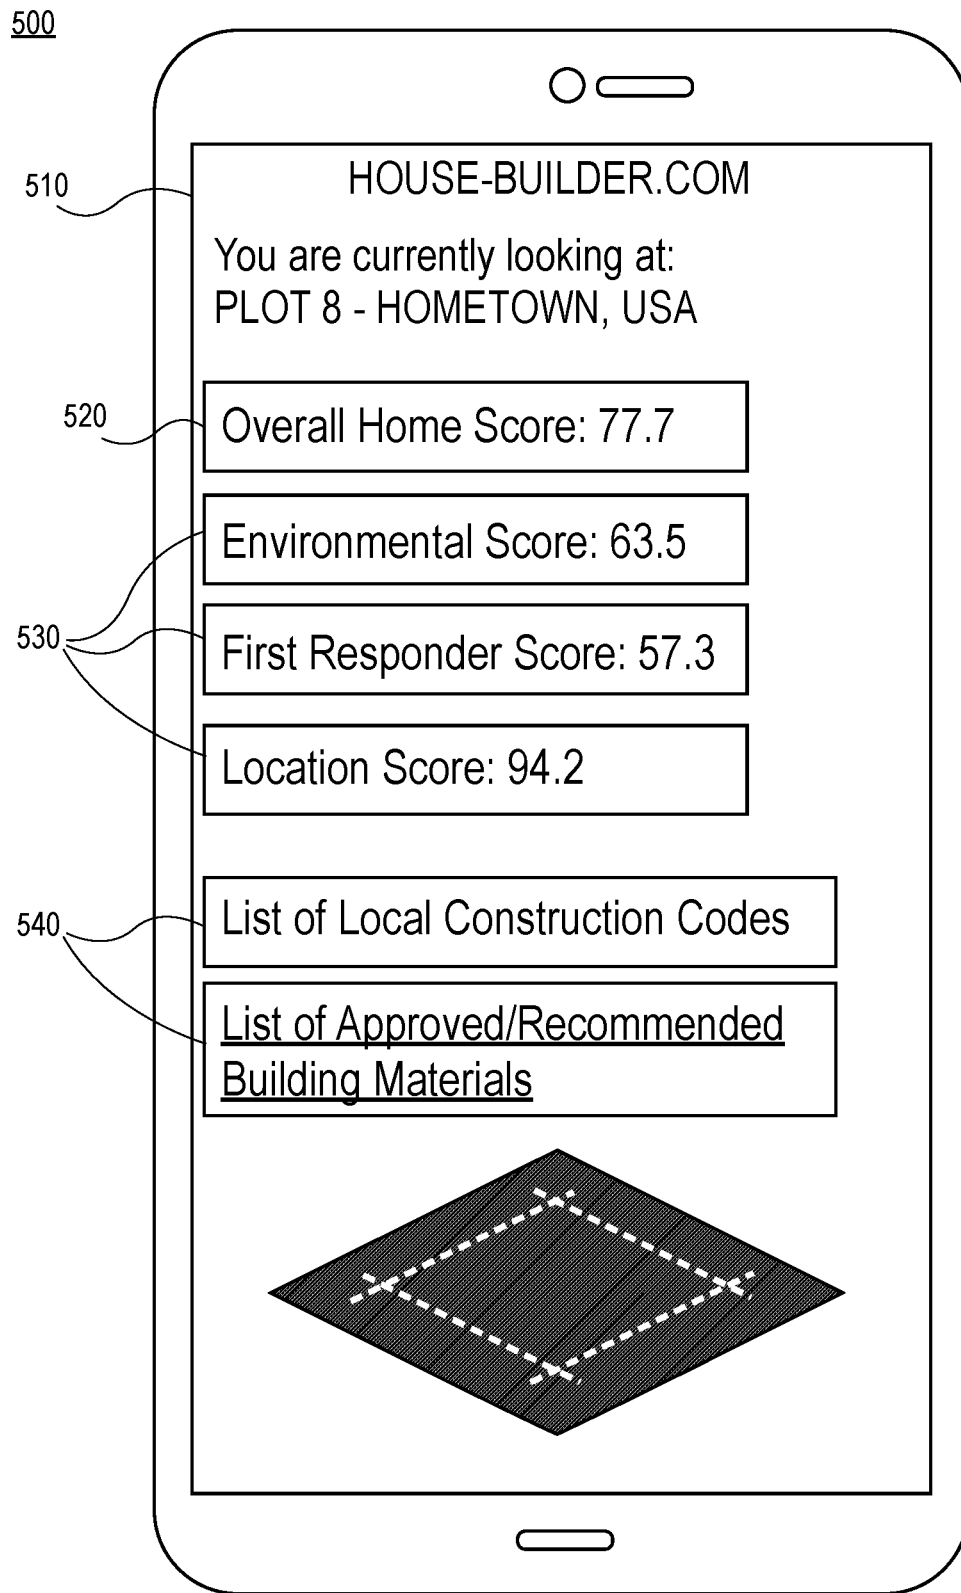 500
510
HOUSE-BUILDER.COM
You are currently looking at:
PLOT 8 - HOMETOWN, USA
520
Overall Home Score: 77.7
Environmental Score: 63.5
530
First Responder Score: 57.3
Location Score: 94.2
540
List of Local Construction Codes
List of Approved/Recommended
Building Materials